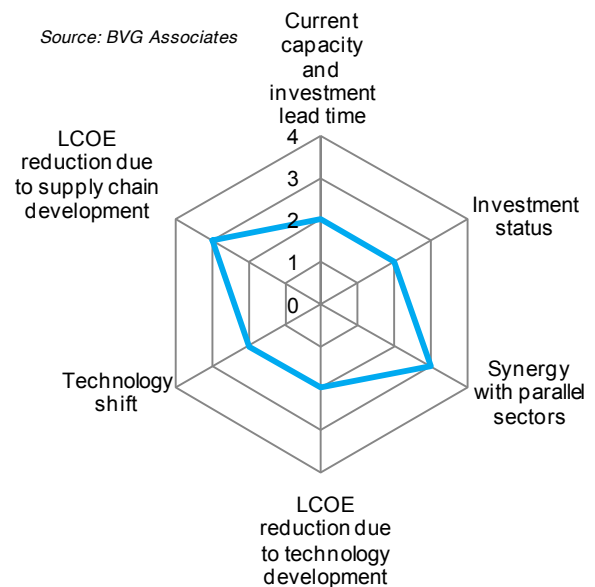 Source: BVG Associates
Current
capacity
and
investment
lead time
LCOE
reduction due
to supply chain
development
4
3
2
1
0
Investment
status
Technology
shift
Synergy
with parallel
sectors
LCOE
reduction due
to technology
development